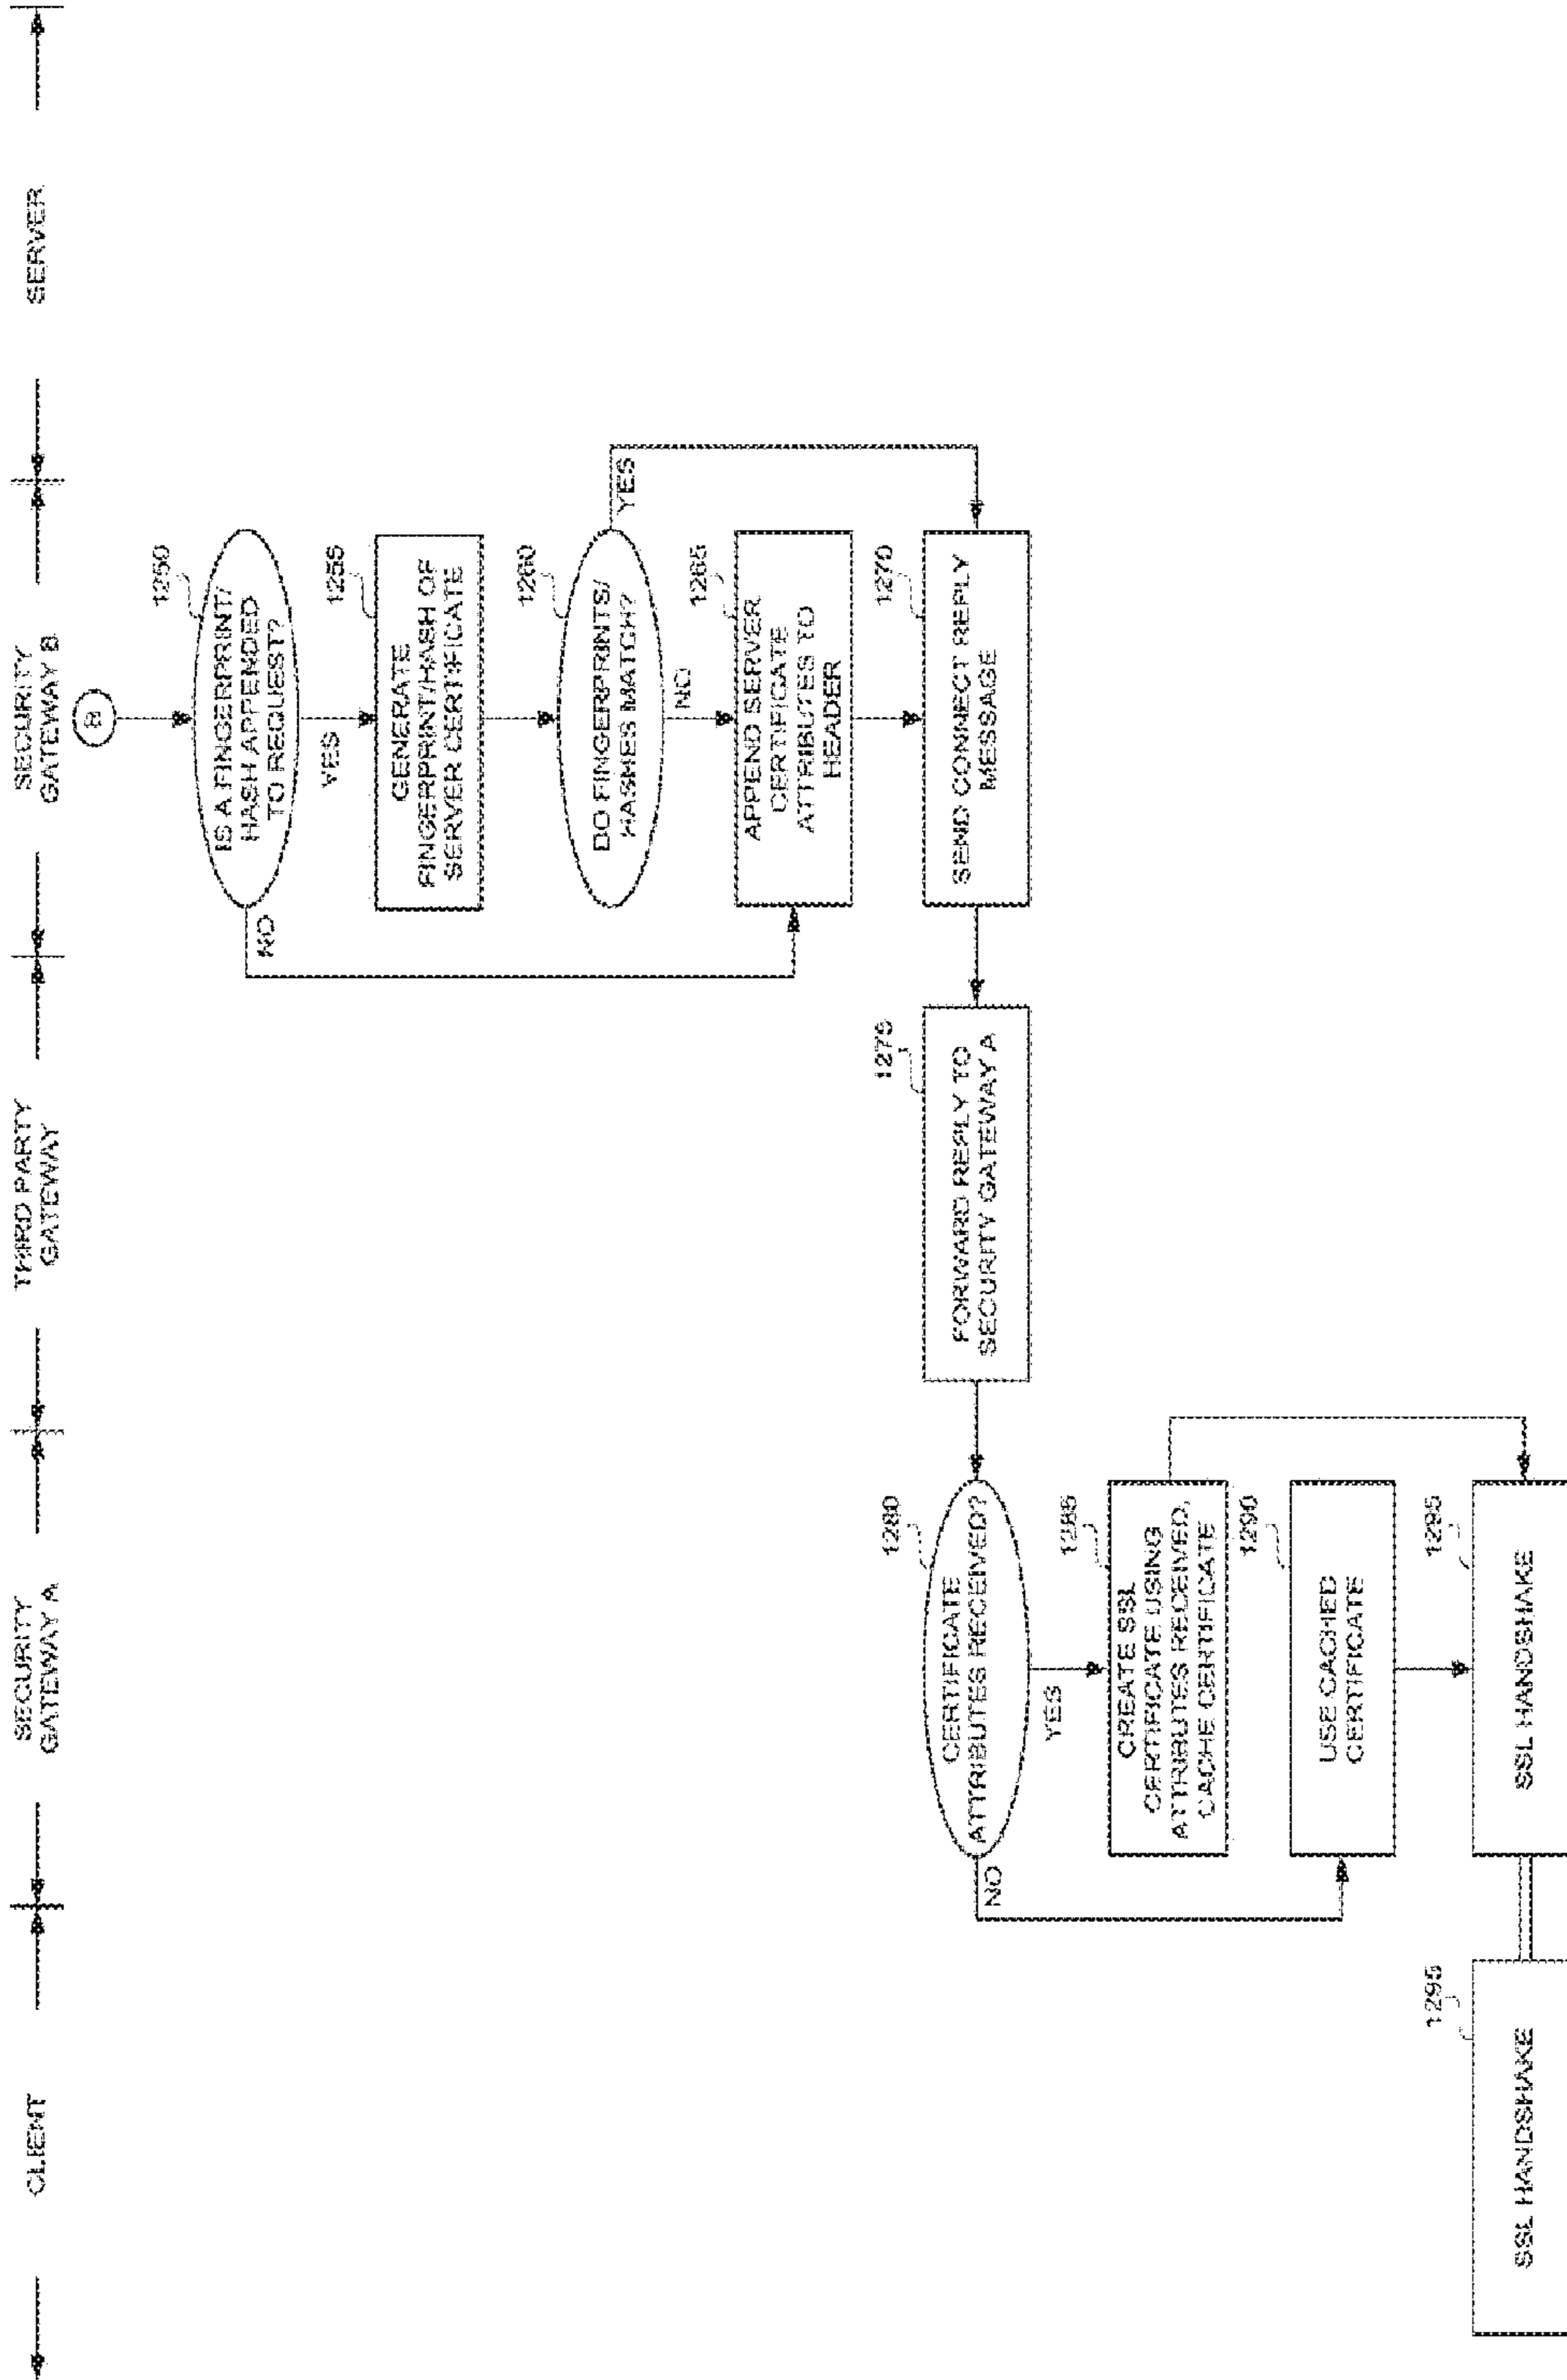 CLIENT
SECURITY
GATEWAY A
THIRD PARTY
GATEWAY
SECURITY
GATEWAY B
SERVER
B
1250
IS A FINGERPRINT/
HASH APPENDED
TO REQUEST?
NO
YES
1255
GENERATE
FINGERPRINT/HASH OF
SERVER CERTIFICATE
1260
DO FINGERPRINTS/
HASHES MATCH?
YES
NO
1265
APPEND SERVER
CERTIFICATE
ATTRIBUTES TO
HEADER
1270
SEND CONNECT REPLY
MESSAGE
1275
FORWARD REPLY TO
SECURITY GATEWAY A
1280
CERTIFICATE
ATTRIBUTES RECEIVED?
NO
YES
1285
CREATE SSL
CERTIFICATE USING
ATTRIBUTES RECEIVED,
CACHE CERTIFICATE
1290
USE CACHED
CERTIFICATE
1295
SSL HANDSHAKE
1295
SSL HANDSHAKE